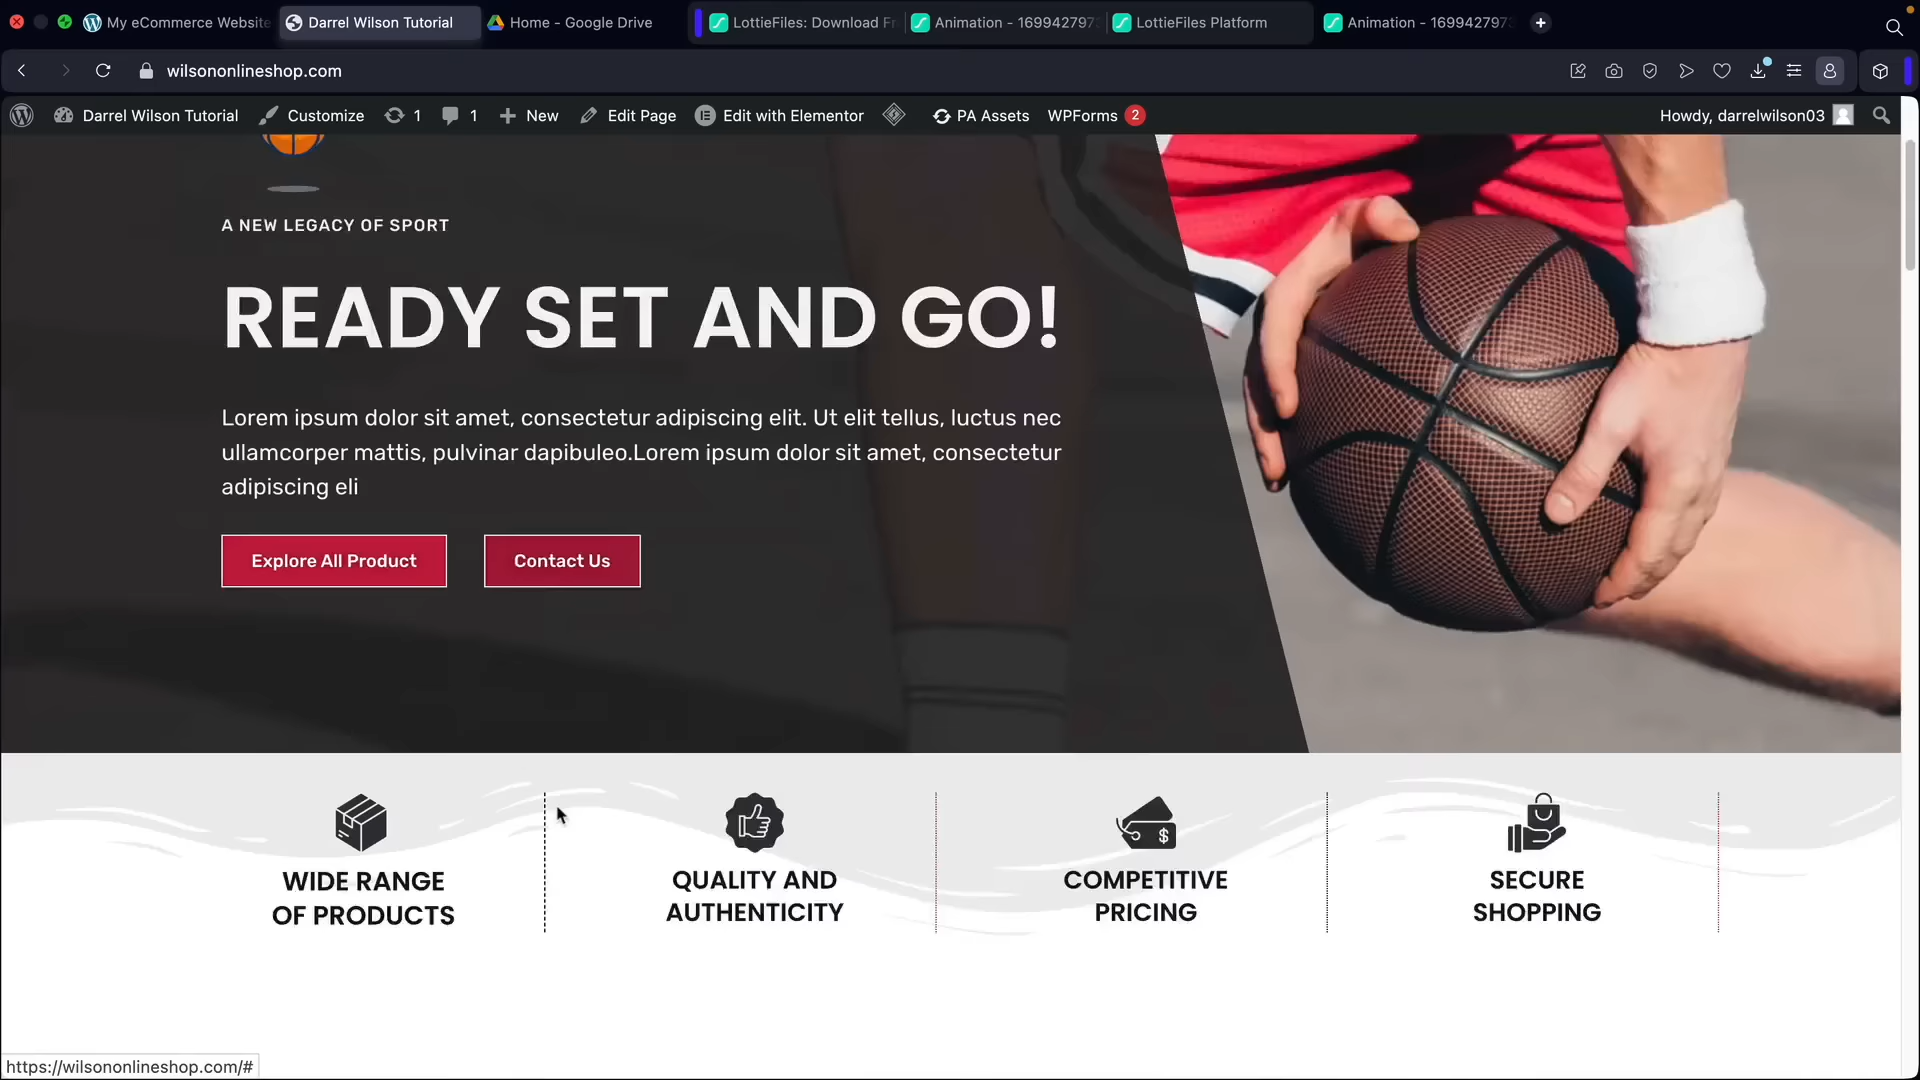 My eCommerce Website
Darrel Wilson Tutorial
Home - Google Drive
LottieFiles: Download Fr
Animation - 169942797
LottieFiles Platform
Animation - 169942797
wilsononlineshop.com
Darrel Wilson Tutorial
Customize
1
1
New
Edit Page
Edit with Elementor
PA Assets
WPForms 2
Howdy, darrelwilson03
A NEW LEGACY OF SPORT
READY SET AND GO!
Lorem ipsum dolor sit amet, consectetur adipiscing elit. Ut elit tellus, luctus nec
ullamcorper mattis, pulvinar dapibuleo.Lorem ipsum dolor sit amet, consectetur
adipiscing eli
Explore All Product
Contact Us
WIDE RANGE
OF PRODUCTS
QUALITY AND
AUTHENTICITY
COMPETITIVE
PRICING
SECURE
SHOPPING
https://wilsononlineshop.com/#